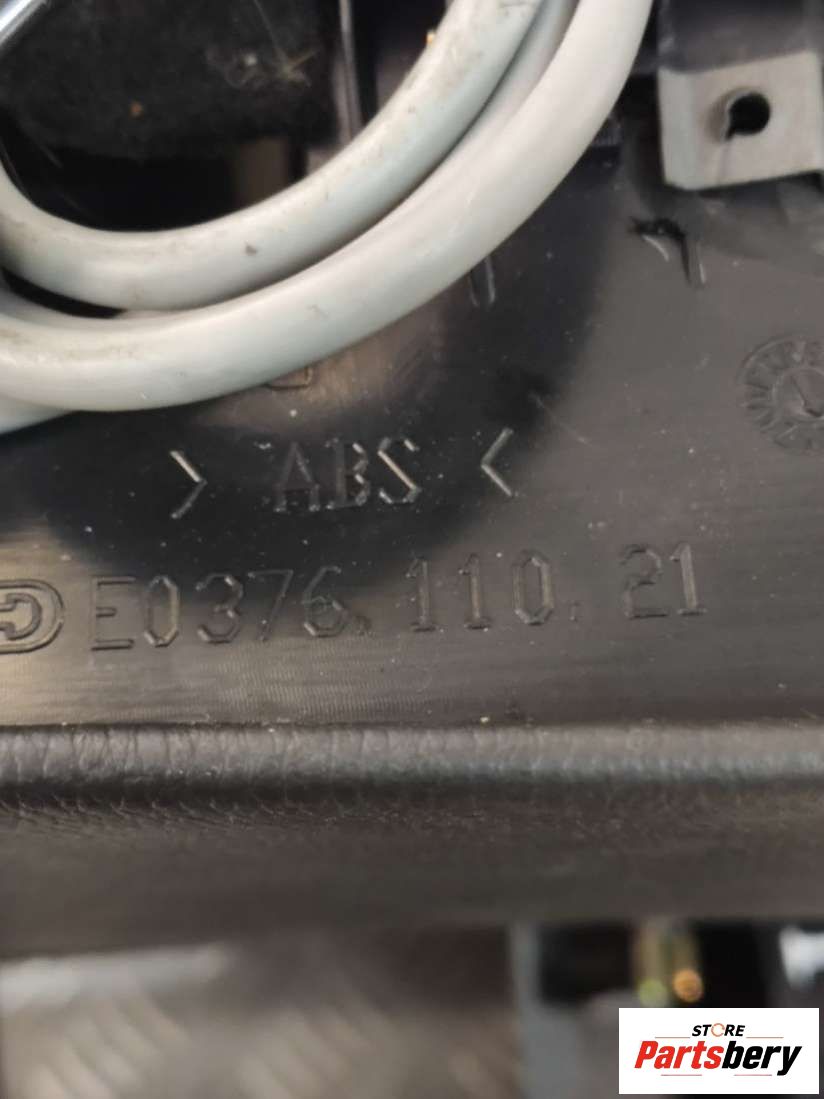 > ABS <
E0376.110.21
STORE
Partsbery